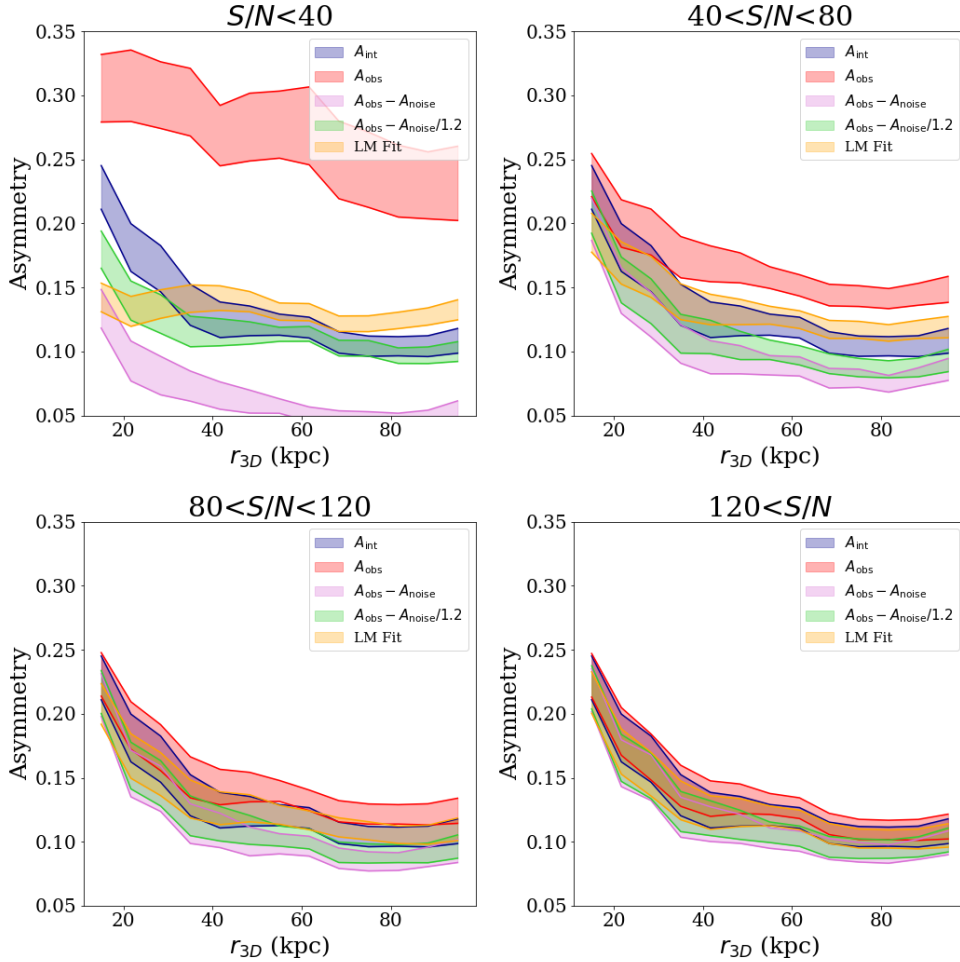 S/N<40
0.35
0.30
0.25
0.20
0.15
0.10
0.05
Asymmetry
20 40 60 80
r3D (kpc)
Aint
Aobs
Aobs − Anoise
Aobs − Anoise/1.2
LM Fit
40<S/N<80
0.35
0.30
0.25
0.20
0.15
0.10
0.05
Asymmetry
20 40 60 80
r3D (kpc)
Aint
Aobs
Aobs − Anoise
Aobs − Anoise/1.2
LM Fit
80<S/N<120
0.35
0.30
0.25
0.20
0.15
0.10
0.05
Asymmetry
20 40 60 80
r3D (kpc)
Aint
Aobs
Aobs − Anoise
Aobs − Anoise/1.2
LM Fit
120<S/N
0.35
0.30
0.25
0.20
0.15
0.10
0.05
Asymmetry
20 40 60 80
r3D (kpc)
Aint
Aobs
Aobs − Anoise
Aobs − Anoise/1.2
LM Fit